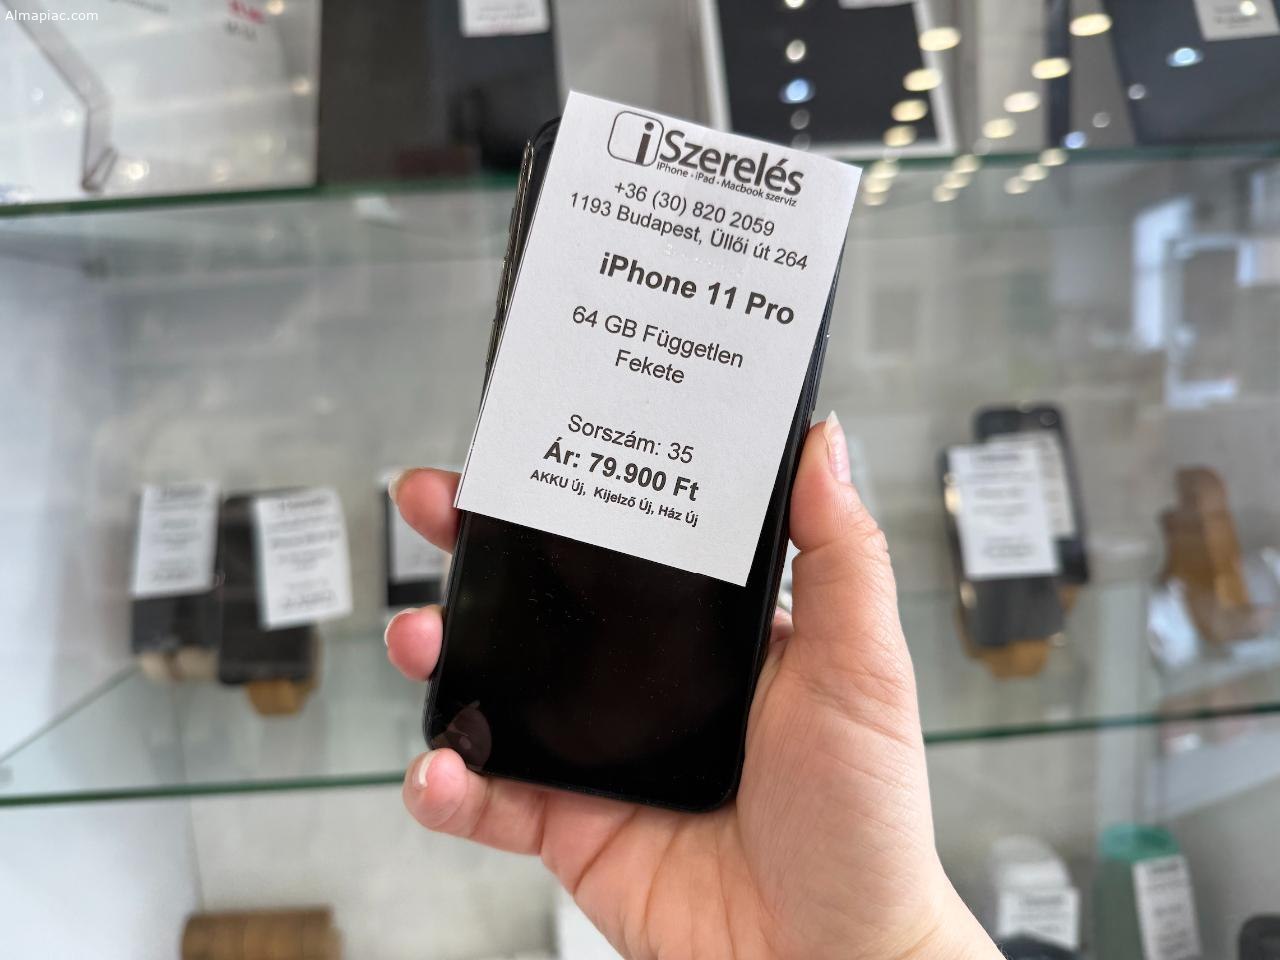 Almapiac.com
iSzerelés
iPhone - iPad - Macbook szerviz
+36 (30) 820 2059
1193 Budapest, Üllői út 264
iPhone 11 Pro
64 GB Független
Fekete
Sorszám: 35
Ár: 79.900 Ft
AKKU Új, Kijelző Új, Ház Új